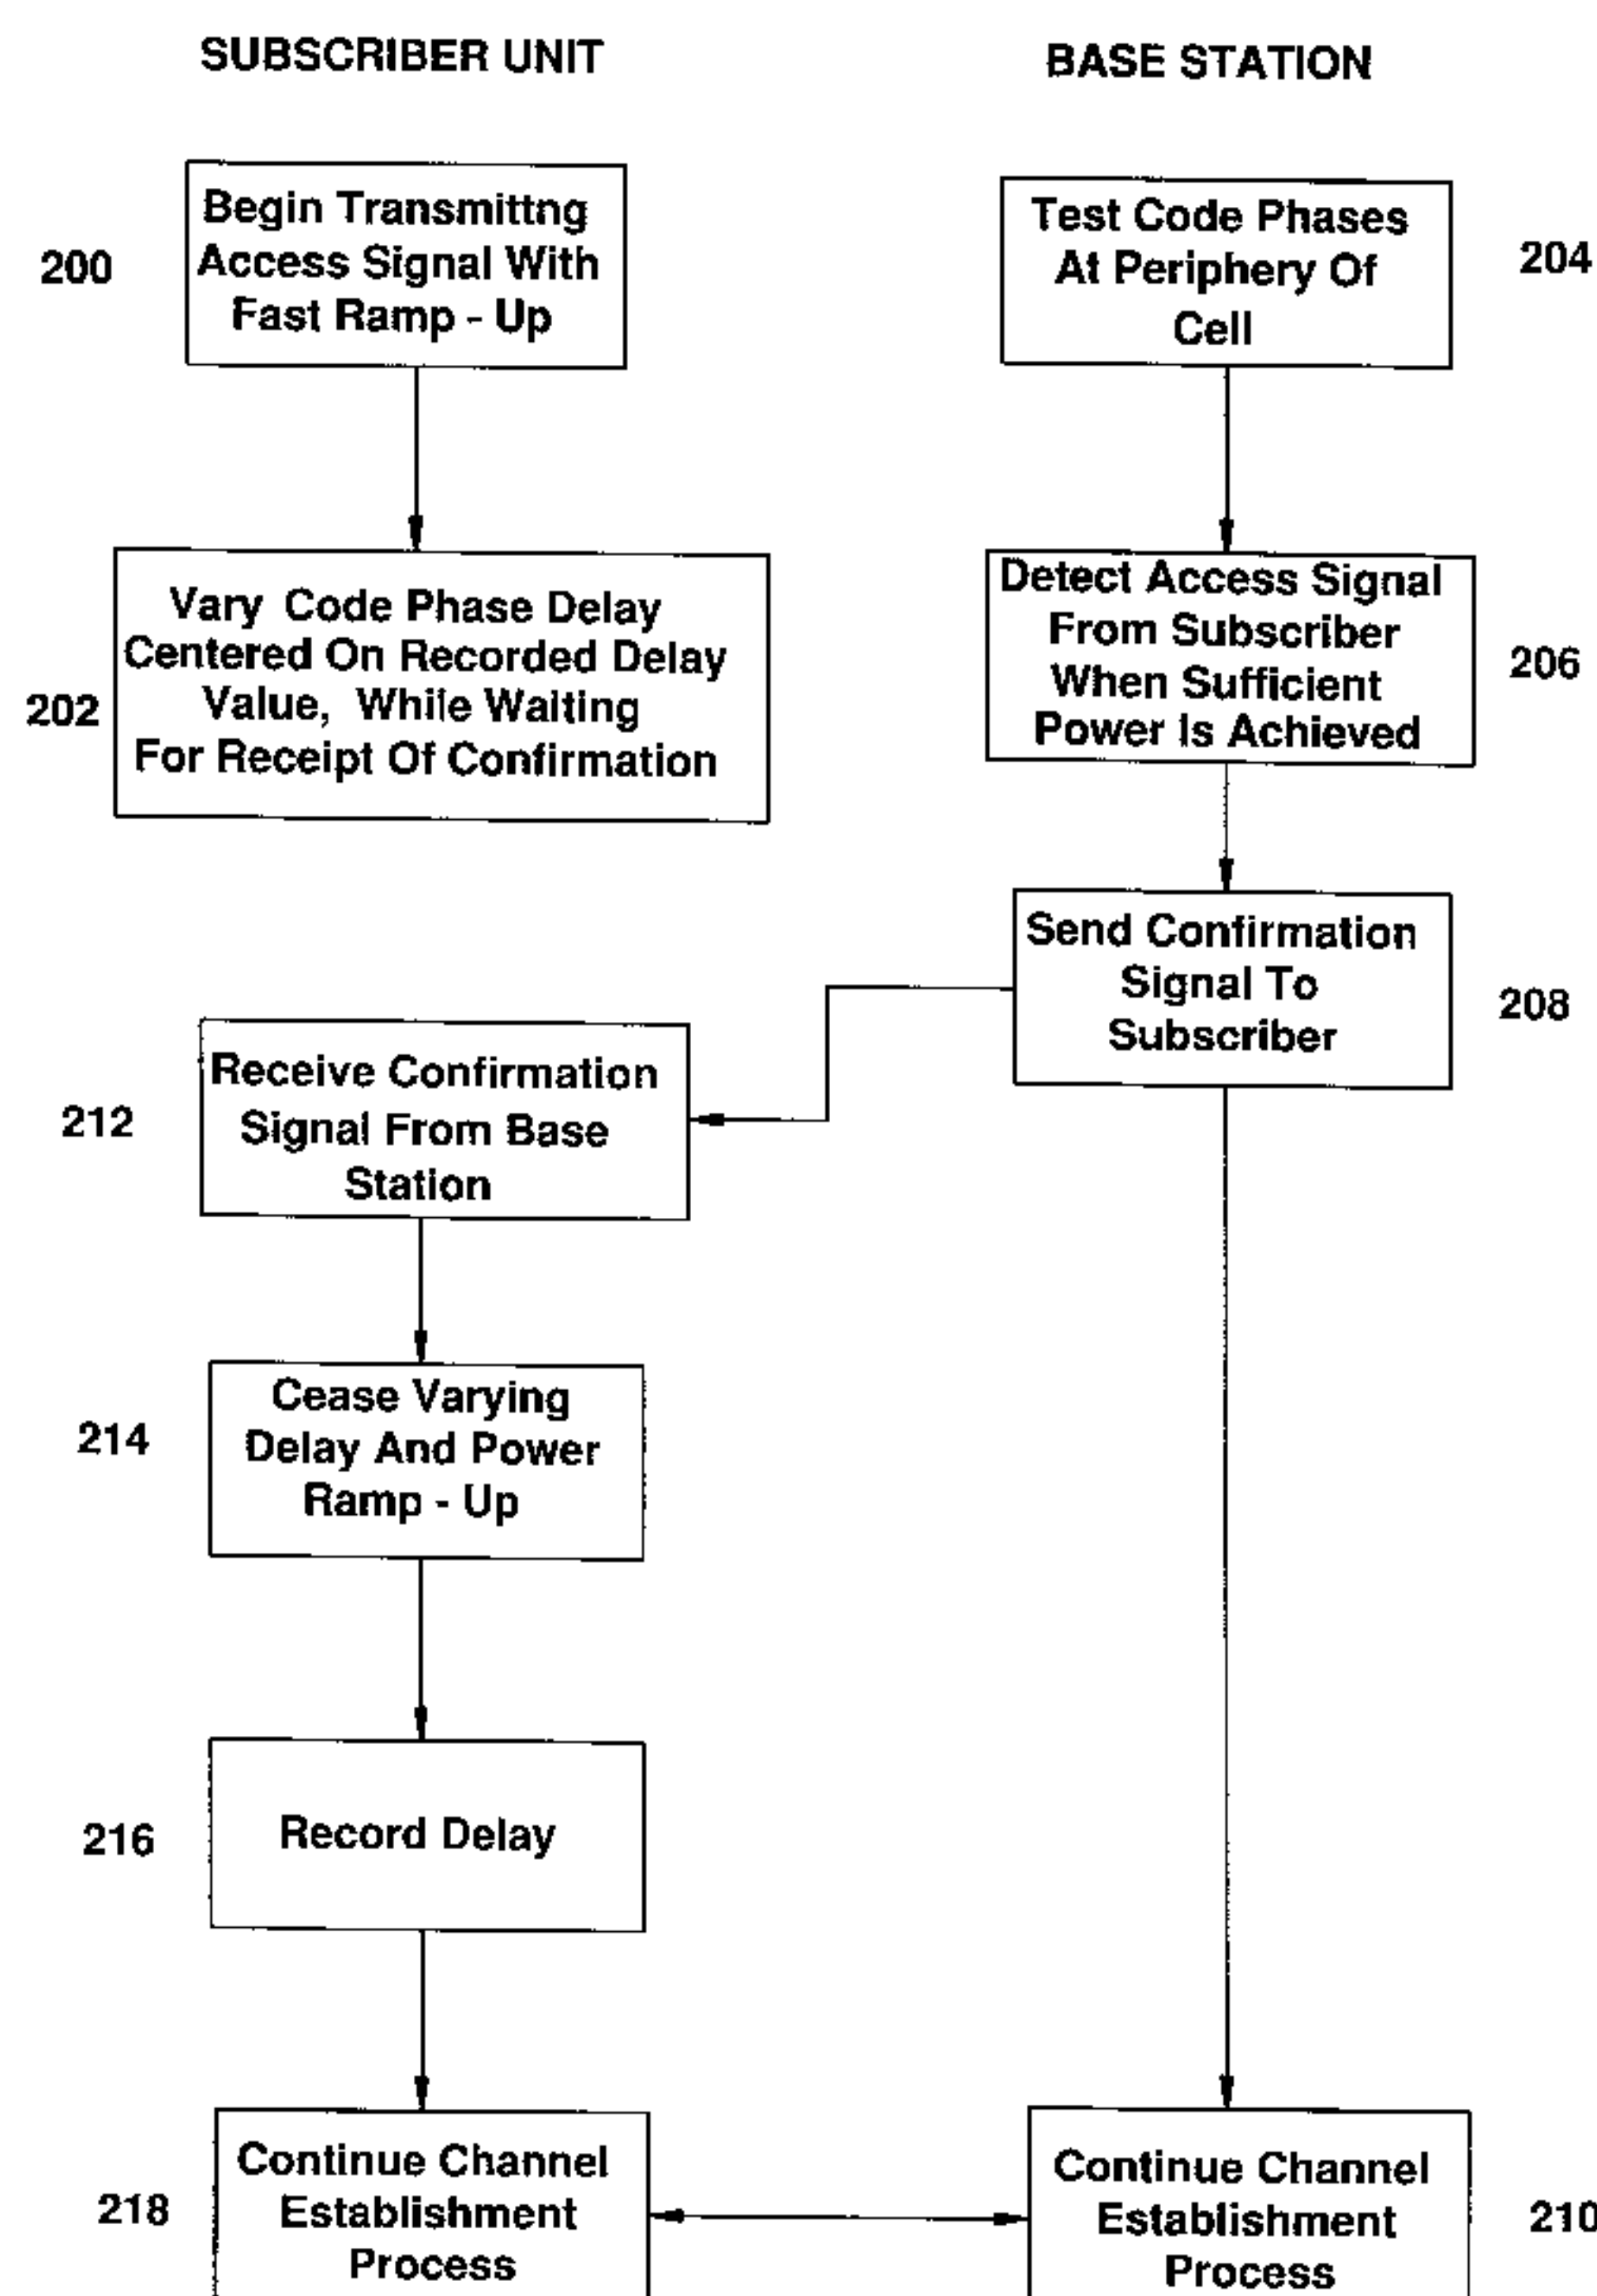 SUBSCRIBER UNIT
BASE STATION
200
Begin Transmittng
Access Signal With
Fast Ramp - Up
Test Code Phases
At Periphery Of
Cell
204
202
Vary Code Phase Delay
Centered On Recorded Delay
Value, While Waiting
For Receipt Of Confirmation
Detect Access Signal
From Subscriber
When Sufficient
Power Is Achieved
206
Send Confirmation
Signal To
Subscriber
208
212
Receive Confirmation
Signal From Base
Station
214
Cease Varying
Delay And Power
Ramp - Up
216
Record Delay
218
Continue Channel
Establishment
Process
Continue Channel
Establishment
Process
210